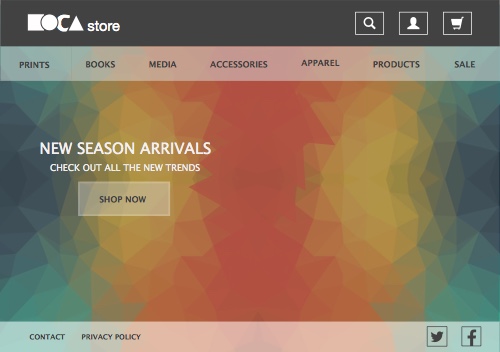 MOCA store
PRINTS BOOKS MEDIA ACCESSORIES APPAREL PRODUCTS SALE
NEW SEASON ARRIVALS
CHECK OUT ALL THE NEW TRENDS
SHOP NOW
CONTACT PRIVACY POLICY